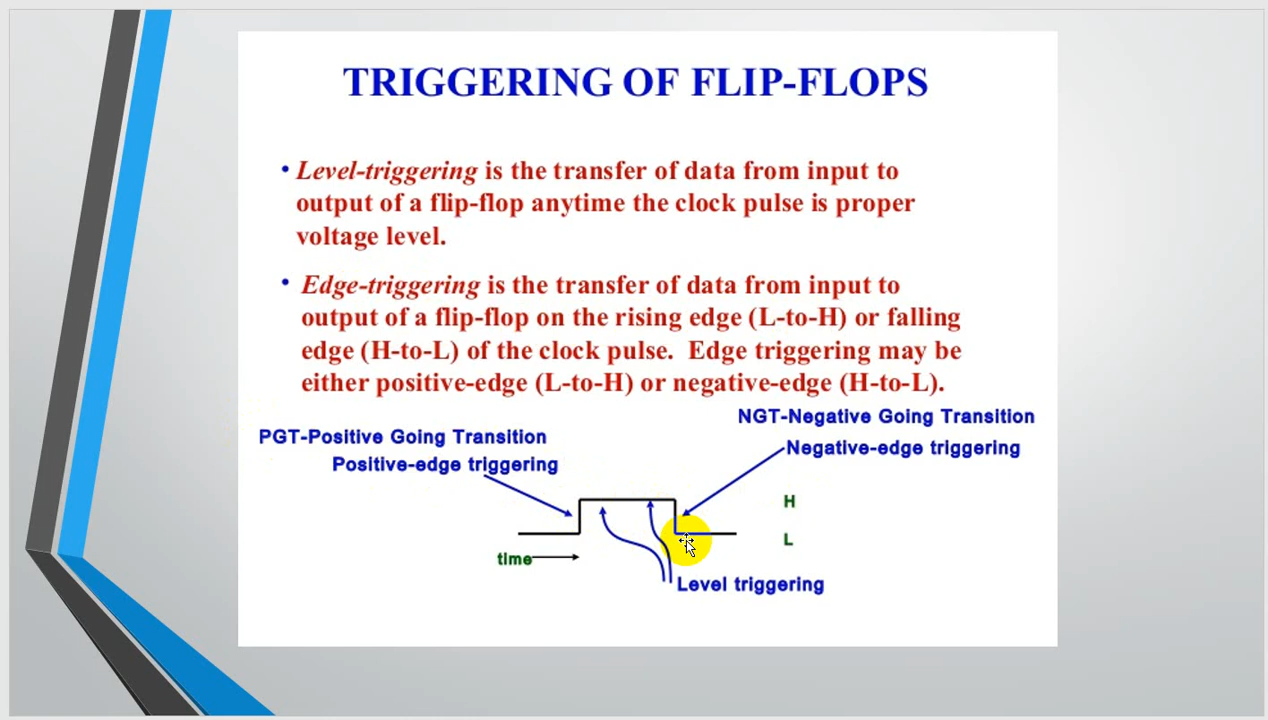 TRIGGERING OF FLIP-FLOPS
• Level-triggering is the transfer of data from input to
output of a flip-flop anytime the clock pulse is proper
voltage level.
• Edge-triggering is the transfer of data from input to
output of a flip-flop on the rising edge (L-to-H) or falling
edge (H-to-L) of the clock pulse. Edge triggering may be
either positive-edge (L-to-H) or negative-edge (H-to-L).
NGT-Negative Going Transition
PGT-Positive Going Transition
Negative-edge triggering
Positive-edge triggering
H
L
time
Level triggering